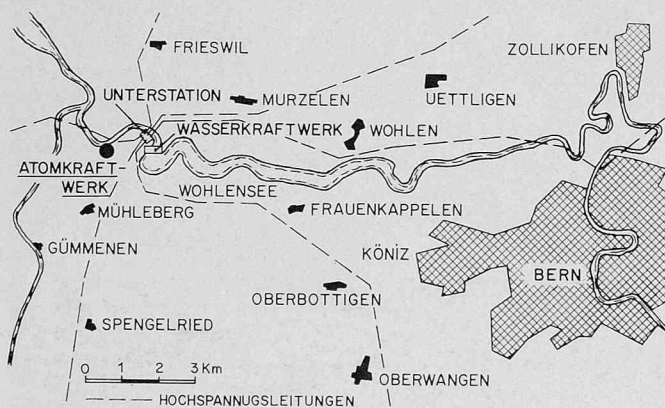 FRIESWIL
ZOLLIKOFEN
UNTERSTATION
MURZELEN
UETTLIGEN
WASSERKRAFTWERK
WOHLEN
ATOMKRAFT-
WERK
WOHLENSEE
MÜHLEBERG
FRAUENKAPPELEN
GÜMMENEN
KÖNIZ
BERN
OBERBOTTIGEN
SPENGELRIED
0 1 2 3 Km
OBERWANGEN
HOCHSPANNUGSLEITUNGEN